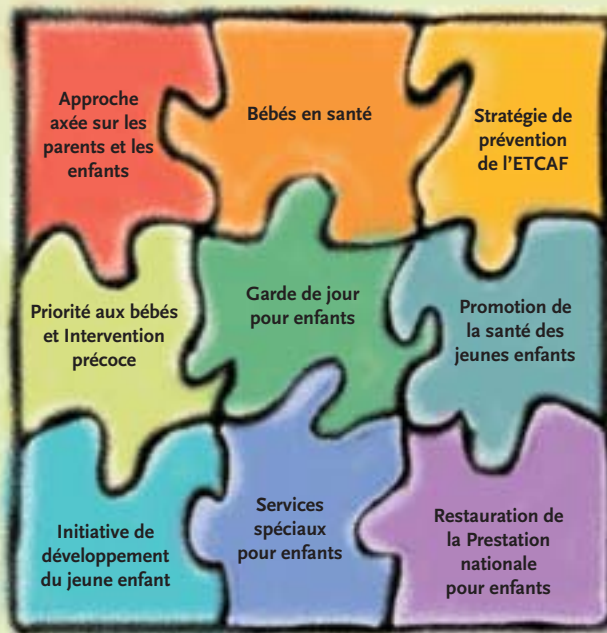 Approche
axée sur les
parents et les
enfants
Bébés en santé
Stratégie de
prévention
de l'ETCAF
Priorité aux bébés
et Intervention
précoce
Garde de jour
pour enfants
Promotion de
la santé des
jeunes enfants
Initiative de
développement
du jeune enfant
Services
spéciaux
pour enfants
Restauration de
la Prestation
nationale
pour enfants